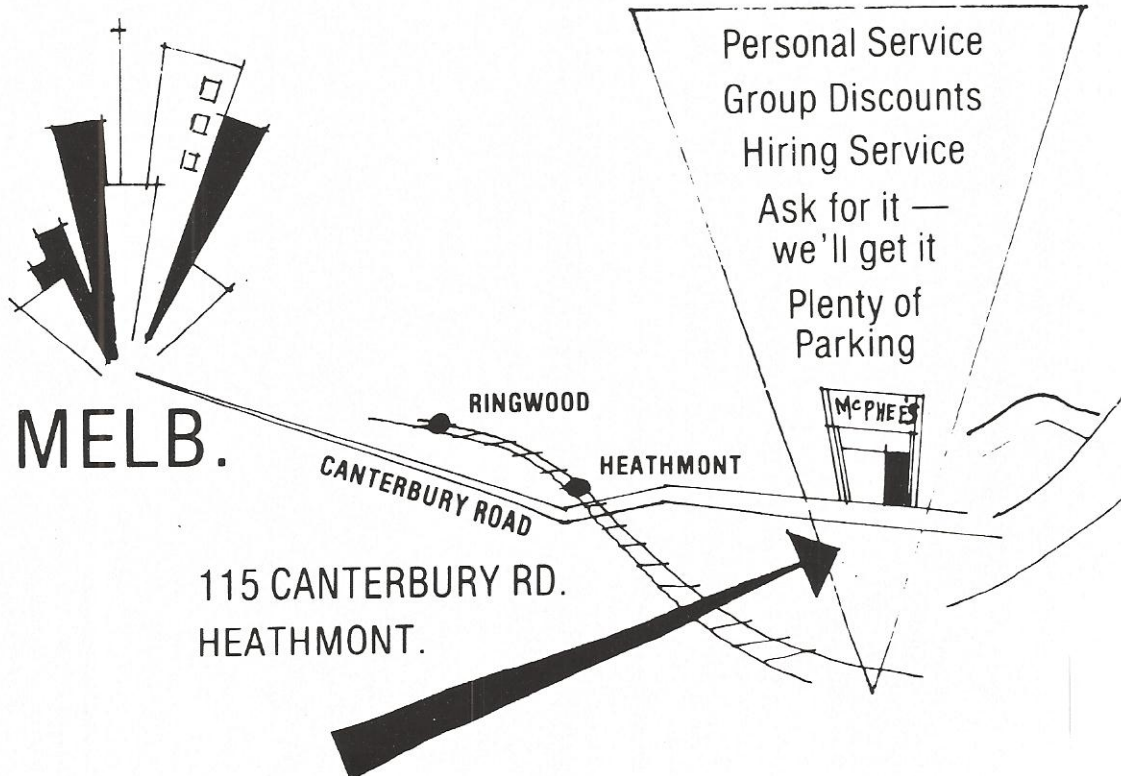 Personal Service
Group Discounts
Hiring Service
Ask for it —
we'll get it
Plenty of
Parking
McPHEE'S
MELB.
RINGWOOD
HEATHMONT
CANTERBURY ROAD
115 CANTERBURY RD.
HEATHMONT.